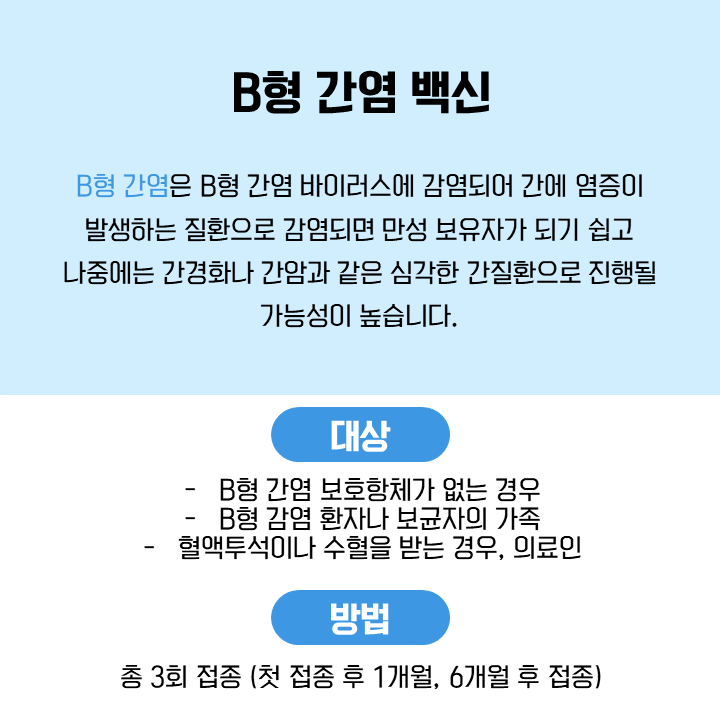 B형 간염 백신
B형 간염은 B형 간염 바이러스에 감염되어 간에 염증이
발생하는 질환으로 감염되면 만성 보유자가 되기 쉽고
나중에는 간경화나 간암과 같은 심각한 간질환으로 진행될
가능성이 높습니다.
대상
- B형 간염 보호항체가 없는 경우
- B형 감염 환자나 보균자의 가족
- 혈액투석이나 수혈을 받는 경우, 의료인
방법
총 3회 접종 (첫 접종 후 1개월, 6개월 후 접종)